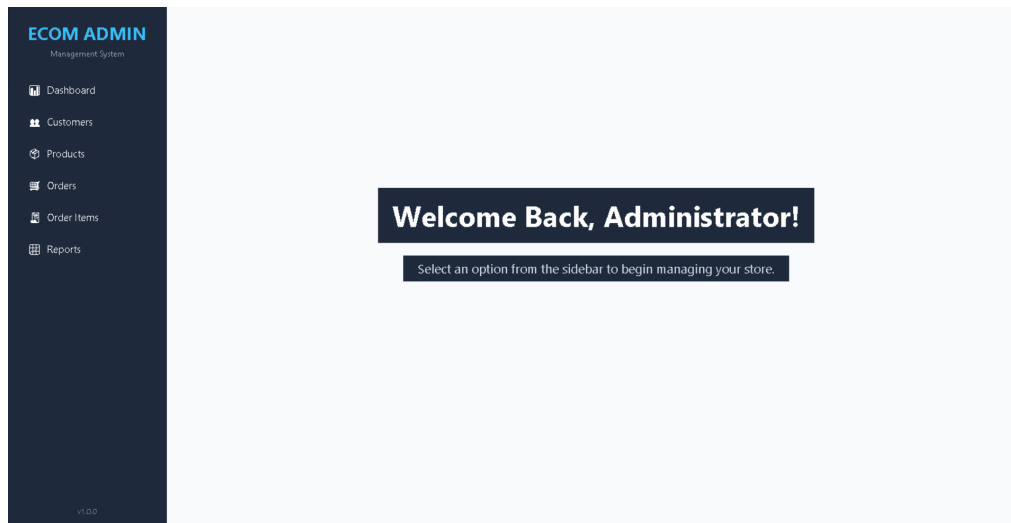 ECOM ADMIN
Management System
Dashboard
Customers
Products
Orders
Order Items
Reports
v1.0.0
Welcome Back, Administrator!
Select an option from the sidebar to begin managing your store.